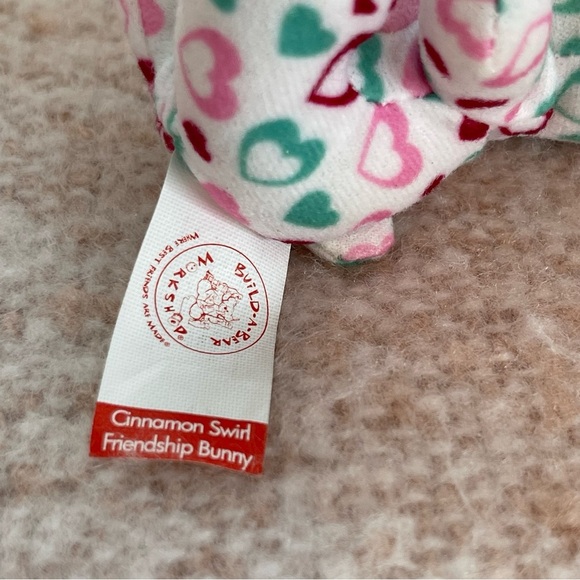 BUILD-A-BEAR
WORKSHOP®
WHERE BEST FRIENDS ARE MADE®
Cinnamon Swirl
Friendship Bunny